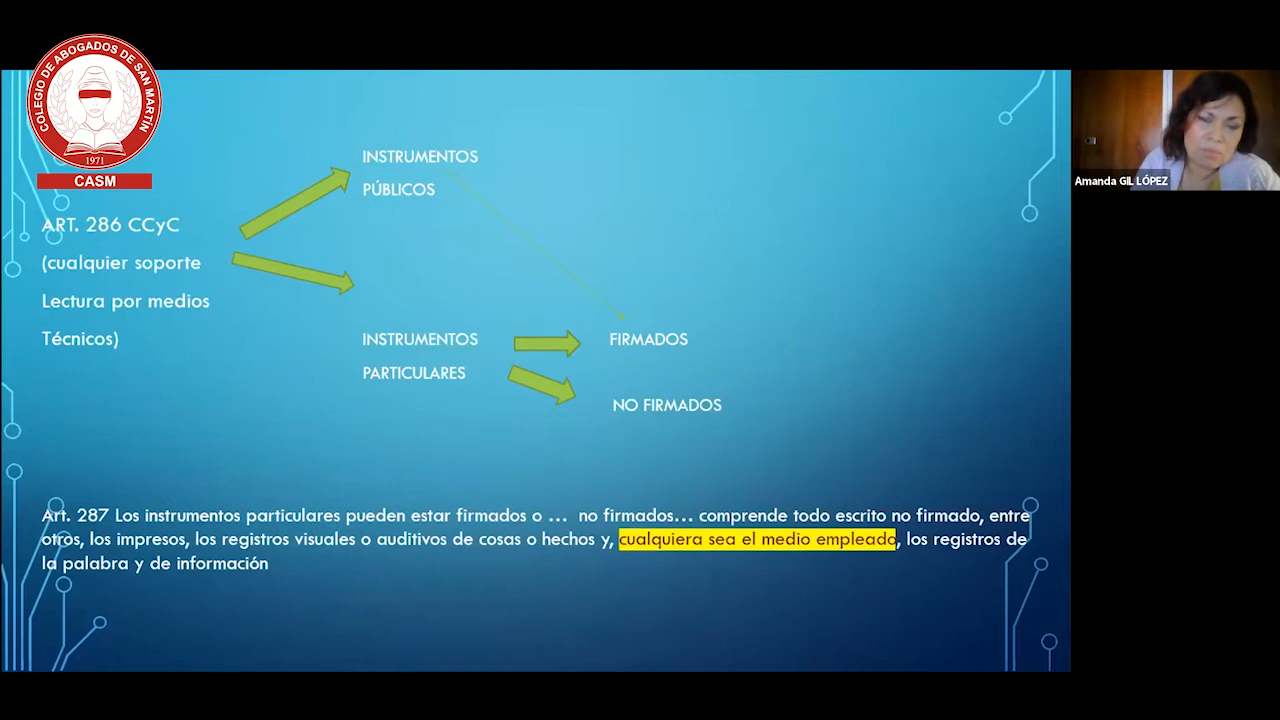 COLEGIO DE ABOGADOS DE SAN MARTÍN
1971
CASM
ART. 286 CCyC
(cualquier soporte
Lectura por medios
Técnicos)
INSTRUMENTOS
PÚBLICOS
INSTRUMENTOS
PARTICULARES
FIRMADOS
NO FIRMADOS
Art. 287 Los instrumentos particulares pueden estar firmados o … no firmados… comprende todo escrito no firmado, entre
otros, los impresos, los registros visuales o auditivos de cosas o hechos y, cualquiera sea el medio empleado, los registros de
la palabra y de información
Amanda GIL LÓPEZ